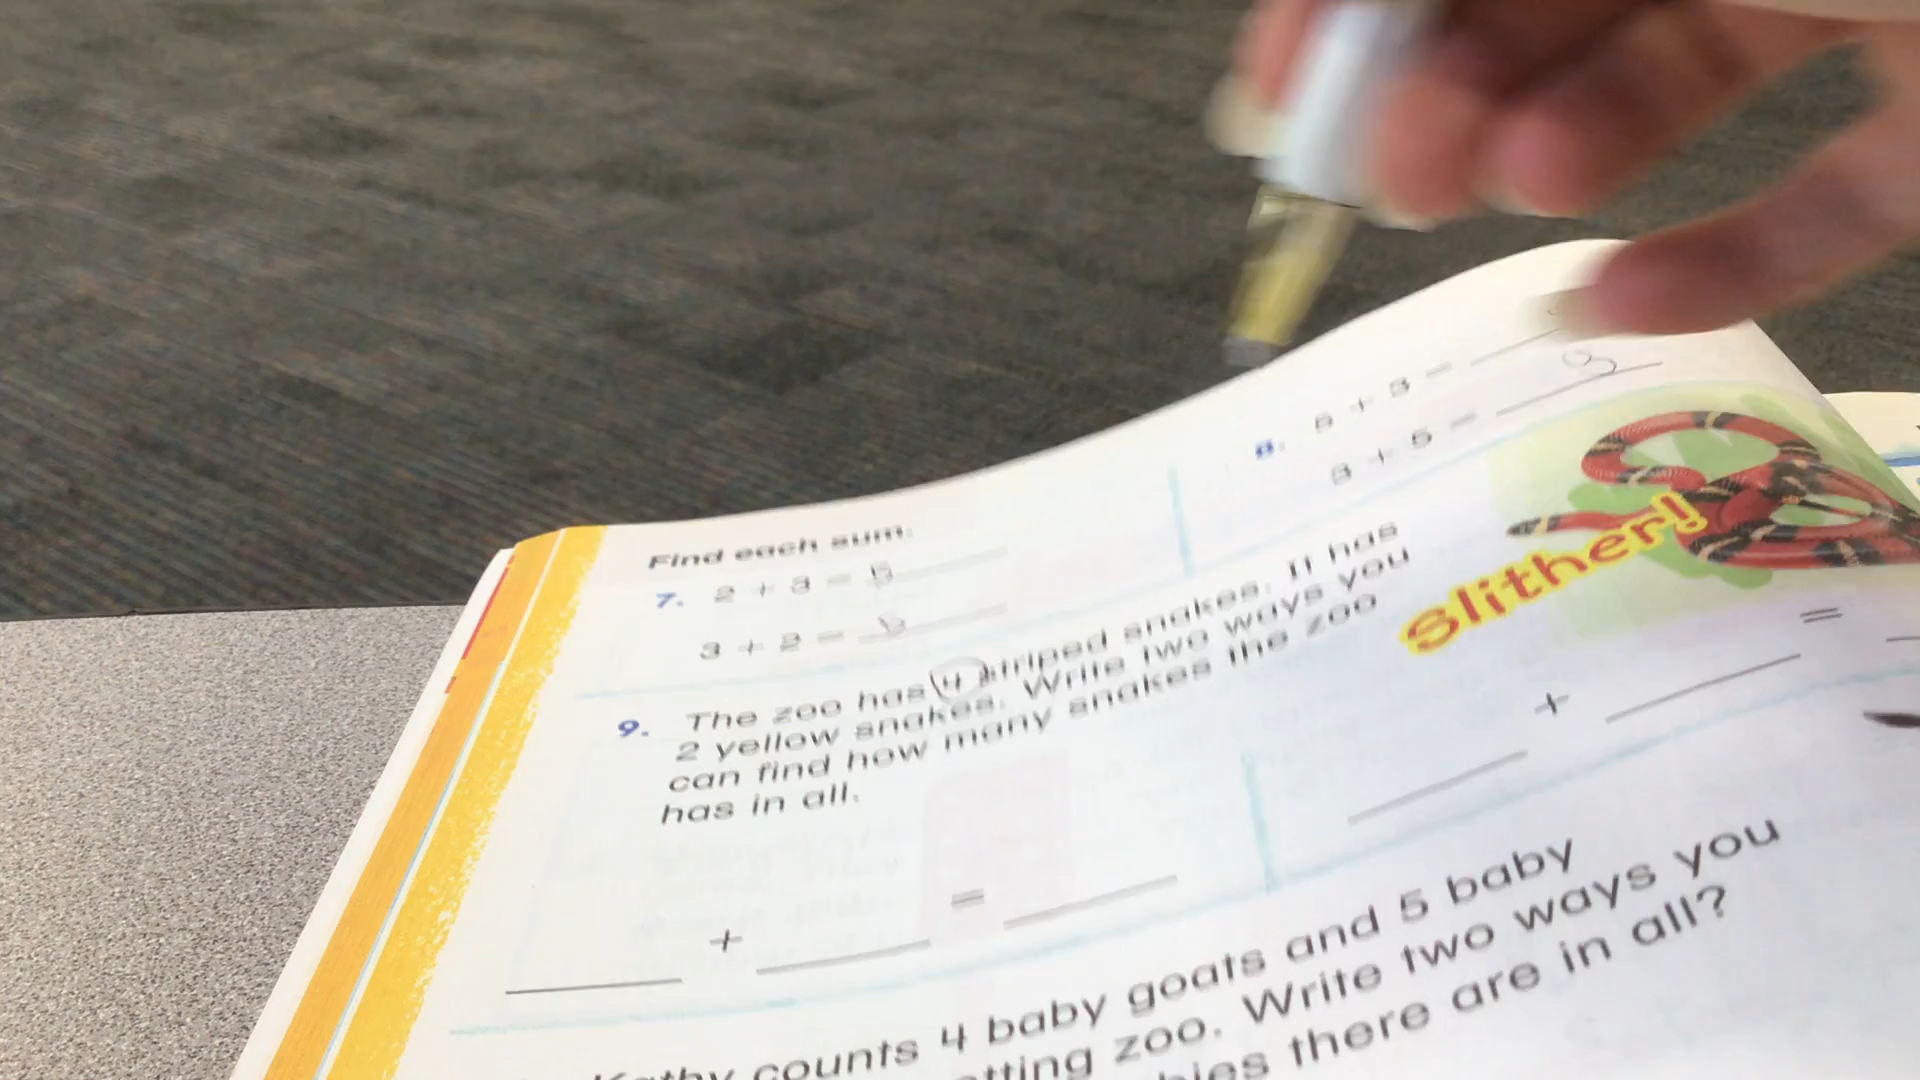 Find each sum.
7. 2 + 3 = 5
3 + 2 =
8. 5 + 3 =
3 + 5 =
9. The zoo has 4 striped snakes. It has
2 yellow snakes. Write two ways you
can find how many snakes the zoo
has in all.
Slither!
+ =
+ =
Kathy counts 4 baby goats and 5 baby
zoo. Write two ways you
there are in all?